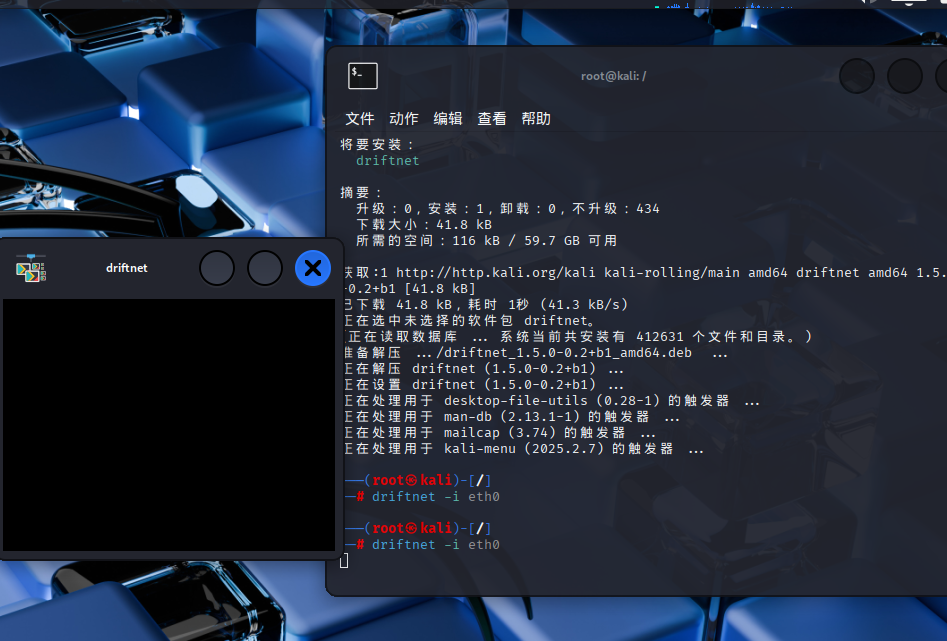 root@kali: /
文件 动作 编辑 查看 帮助
将要安装：
driftnet
摘要：
升级：0，安装：1，卸载：0，不升级：434
下载大小：41.8 kB
所需的空间：116 kB / 59.7 GB 可用
获取:1 http://http.kali.org/kali kali-rolling/main amd64 driftnet amd64 1.5.
-0.2+b1 [41.8 kB]
已下载 41.8 kB，耗时 1秒 (41.3 kB/s)
正在选中未选择的软件包 driftnet。
(正在读取数据库 ... 系统当前共安装有 412631 个文件和目录。)
准备解压 .../driftnet_1.5.0-0.2+b1_amd64.deb ...
正在解压 driftnet (1.5.0-0.2+b1) ...
正在设置 driftnet (1.5.0-0.2+b1) ...
正在处理用于 desktop-file-utils (0.28-1) 的触发器 ...
正在处理用于 man-db (2.13.1-1) 的触发器 ...
正在处理用于 mailcap (3.74) 的触发器 ...
正在处理用于 kali-menu (2025.2.7) 的触发器 ...
──(root㉿kali)-[/]
─# driftnet -i eth0
──(root㉿kali)-[/]
─# driftnet -i eth0
driftnet